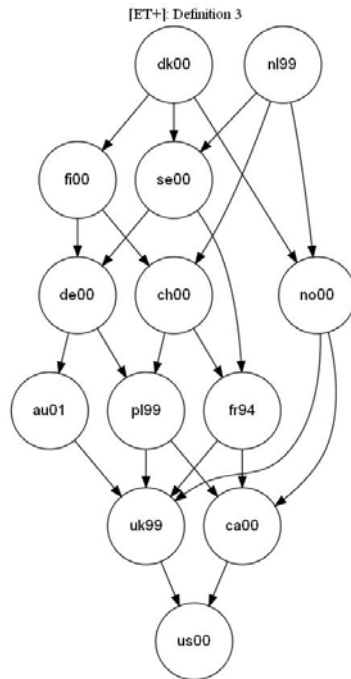 [ET+]: Definition 3
dk00
nl99
fi00
se00
de00
ch00
no00
au01
pl99
fr94
uk99
ca00
us00